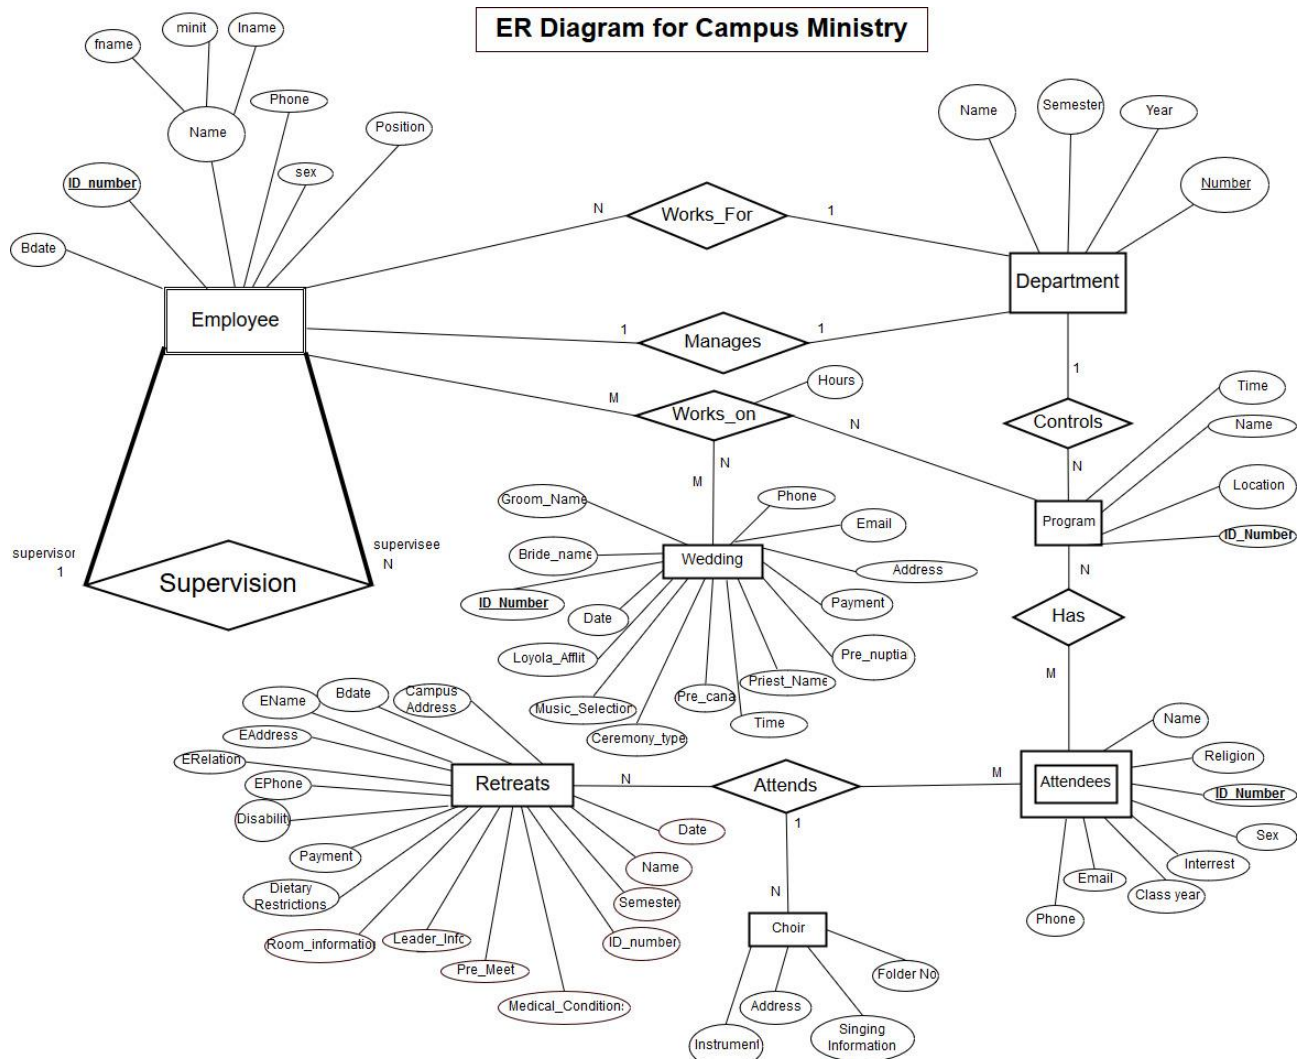 ER Diagram for Campus Ministry
minit
lname
fname
Phone
Name
Position
sex
ID_number
Bdate
Employee
Name
Semester
Year
Number
Department
N
Works_For
1
1
Manages
1
M
Works_on
Hours
N
N
M
1
Controls
N
Time
Name
Location
ID_Number
Program
supervisor
1
supervisee
N
Supervision
Groom_Name
Phone
Email
Bride_name
Wedding
Address
ID_Number
Date
Payment
Loyola_Afflit
Pre_nuptia
Music_Selection
Pre_cana
Priest_Name
Ceremony_type
Time
N
Has
M
Bdate
Campus
Address
EName
EAddress
ERelation
EPhone
Disability
Payment
Dietary
Restrictions
Room_information
Leader_Info
Pre_Meet
Medical_Conditions
ID_number
Semester
Name
Date
Retreats
N
Attends
M
1
N
Attendees
Name
Religion
ID_Number
Sex
Interrest
Class year
Email
Phone
Choir
Folder No
Address
Instrument
Singing
Information